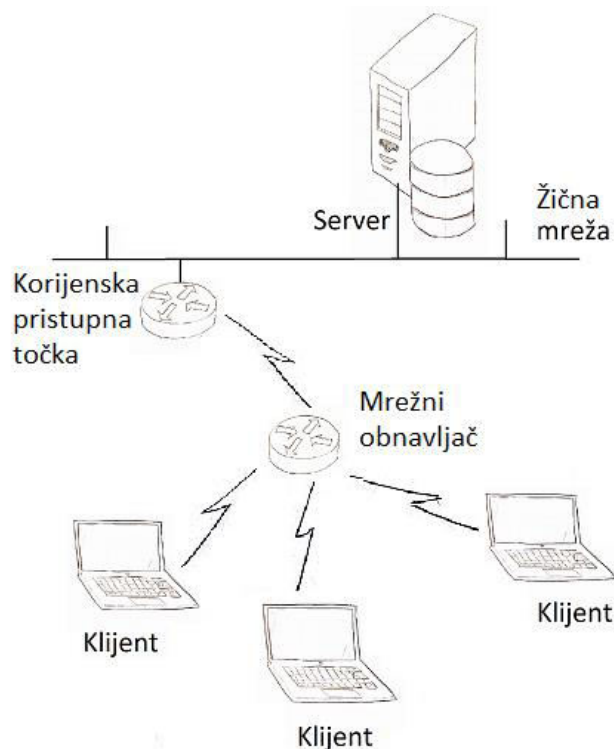 Server
Žična
mreža
Korijenska
pristupna
točka
Mrežni
obnavljač
Klijent
Klijent
Klijent